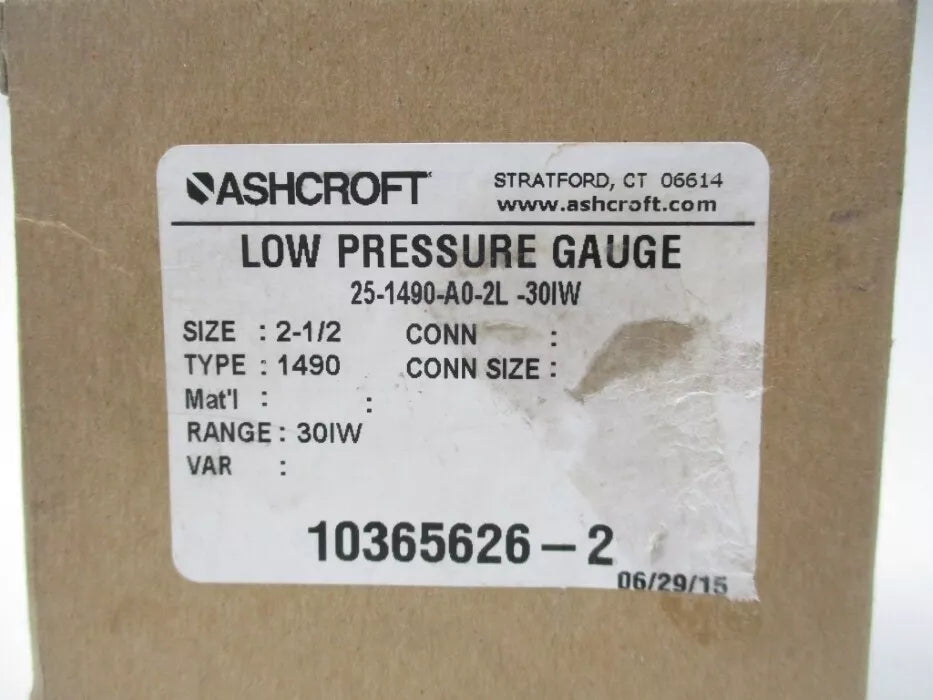 ASHCROFT
STRATFORD, CT 06614
www.ashcroft.com
LOW PRESSURE GAUGE
25-1490-A0-2L -30IW
SIZE : 2-1/2 CONN :
TYPE : 1490 CONN SIZE :
Mat'l : :
RANGE : 30IW
VAR :
10365626-2
06/29/15